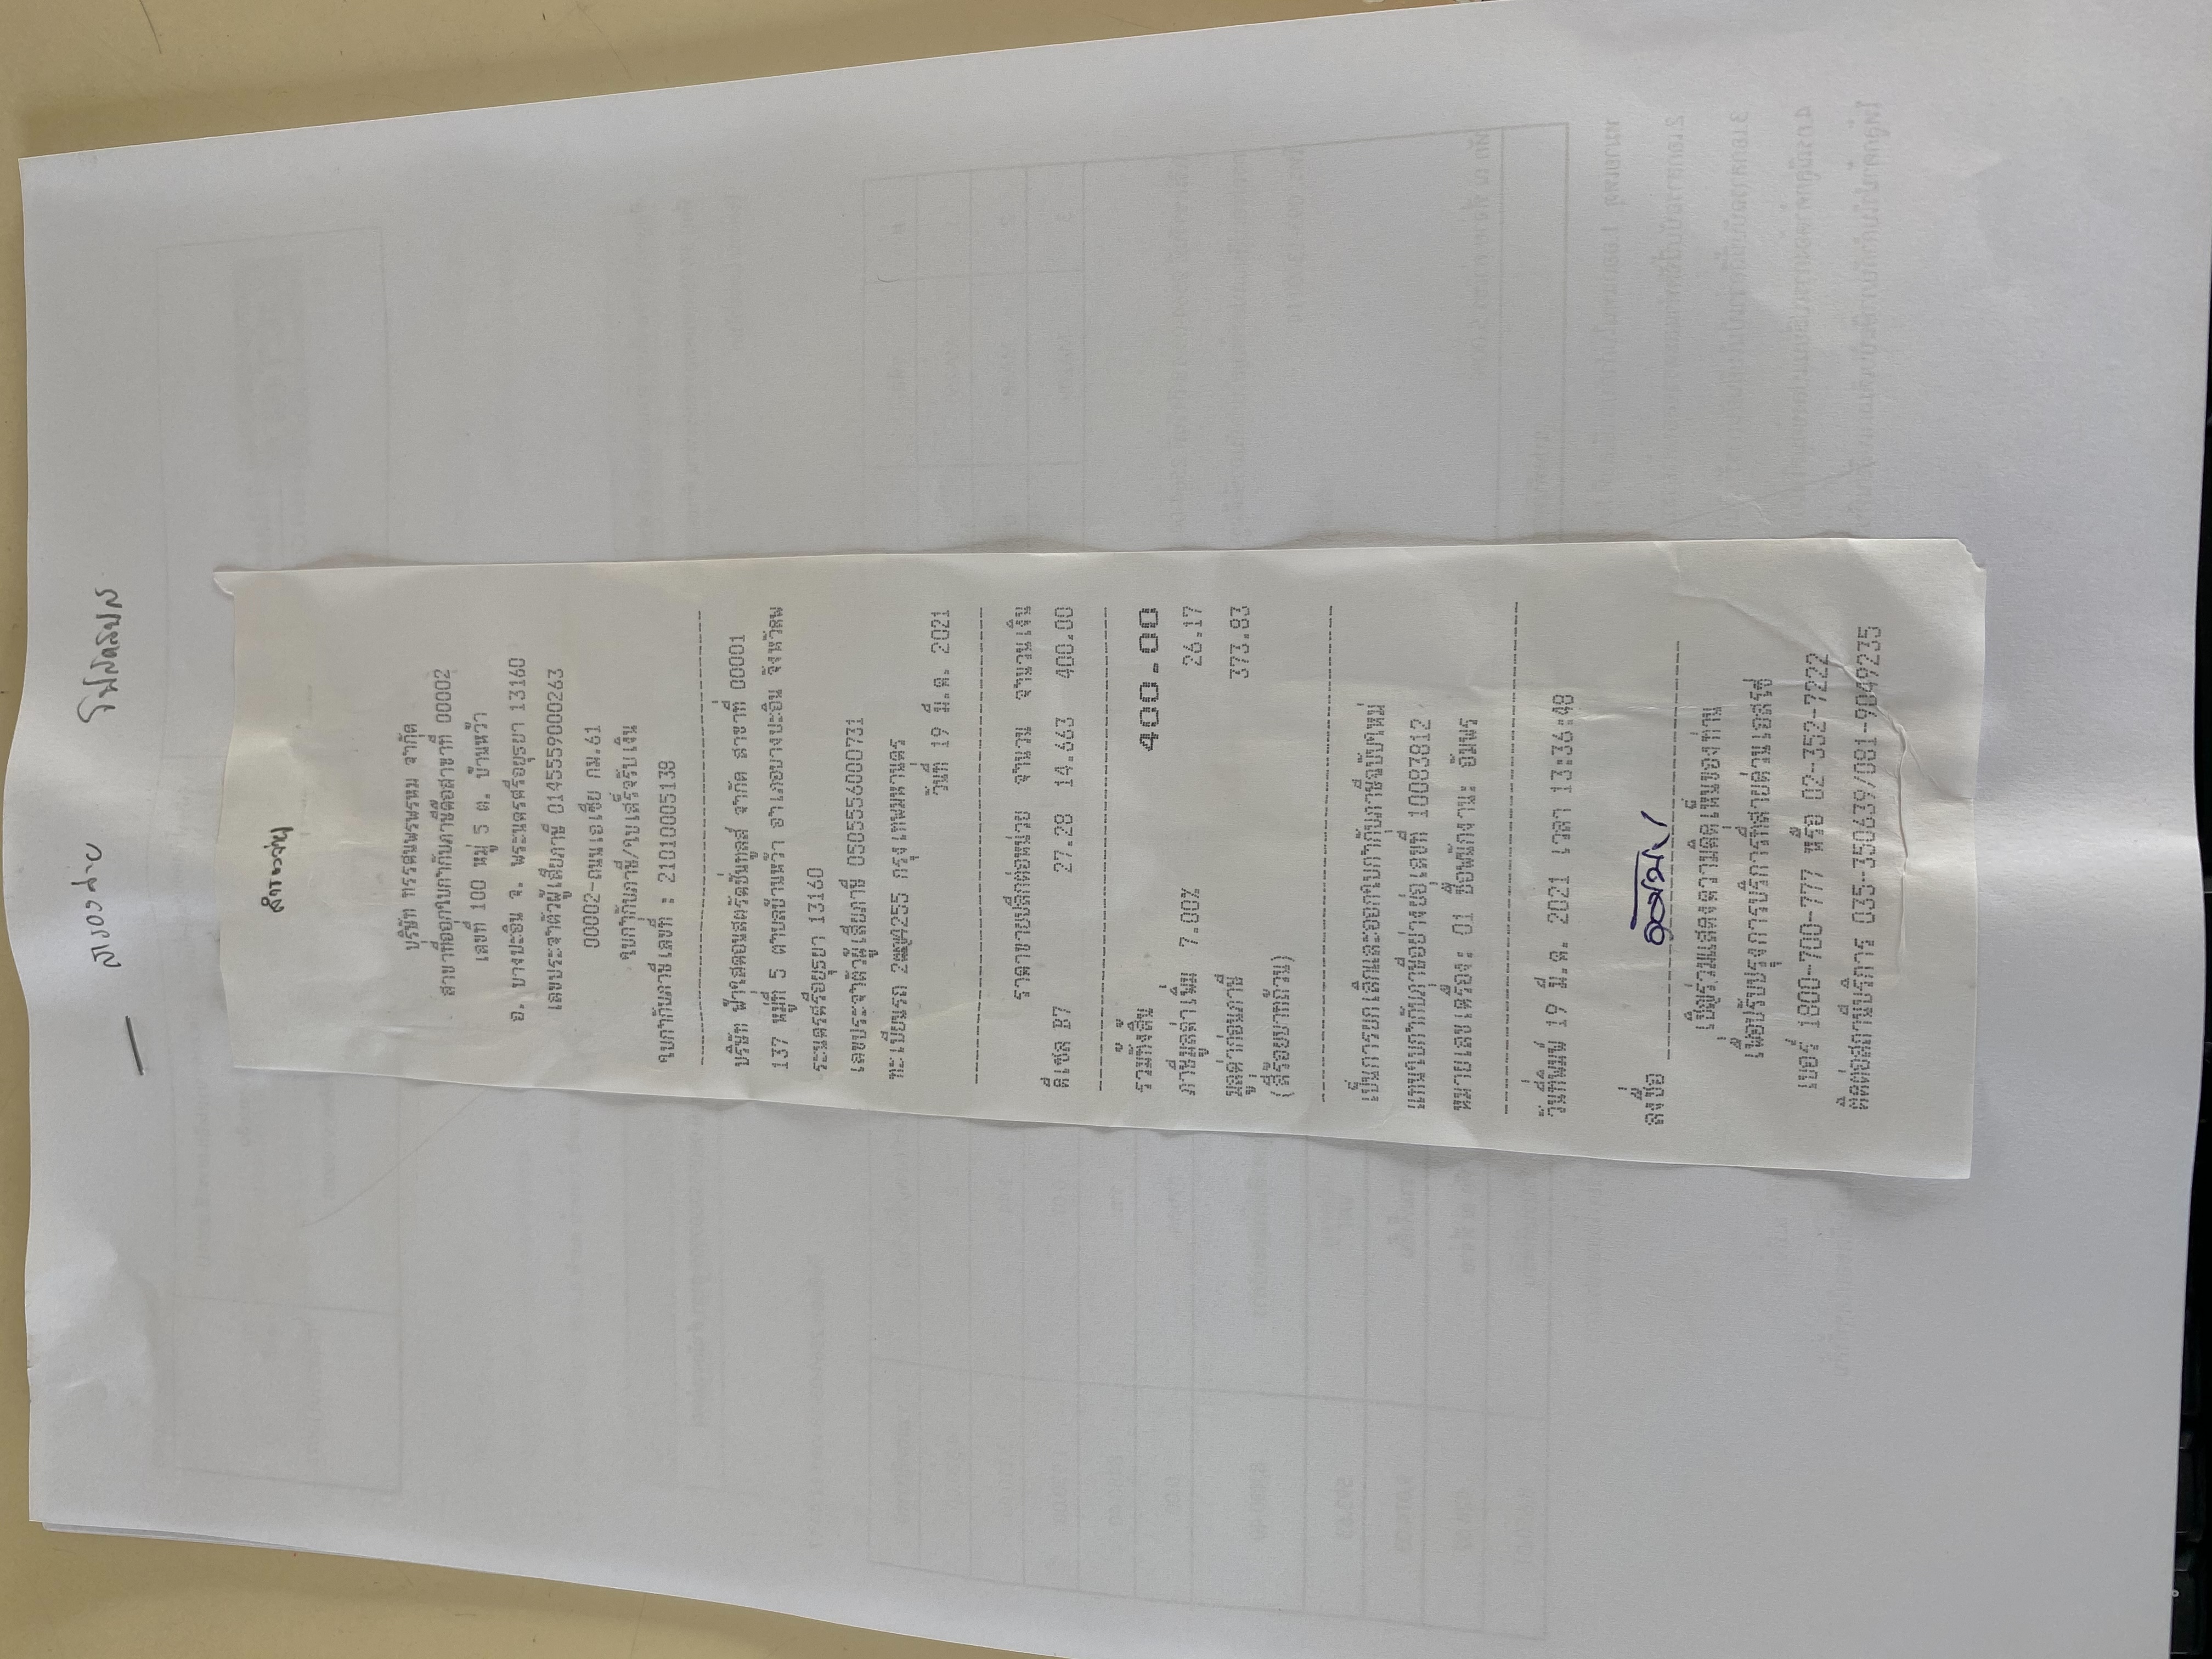 สำรองจ่าย
สำรองจ่าย
บริษัท ทรรศนพรพรหม จำกัด
สาขาที่ออกใบกำกับภาษีคือสาขาที่ 00002
เลขที่ 100 หมู่ 5 ต. บ้านหว้า
อ. บางปะอิน จ. พระนครศรีอยุธยา 13160
เลขประจำตัวผู้เสียภาษี 0145559000263
00002-ถนนเอเชีย กม.61
ใบกำกับภาษี/ใบเสร็จรับเงิน
ใบกำกับภาษีเลขที่ : 21010005138
บริษัท ฟ้าใสคอนสตรัคชั่นทูลส์ จำกัด สาขาที่ 00001
137 หมู่ที่ 5 ตำบลบ้านหว้า อำเภอบางปะอิน จังหวัดพ
ระนครศรีอยุธยา 13160
เลขประจำตัวผู้เสียภาษี 0505556000731
ทะเบียนรถ กรุงเทพมหานคร
วันที่ 19 มี.ค. 2021
ราคาขายปลีกต่อหน่วย จำนวน จำนวนเงิน
ดีเซล B7 27.28 14.663 400.00
รวมทั้งสิ้น 400.00
ภาษีมูลค่าเพิ่ม 7.00% 26.17
มูลค่าก่อนภาษี 373.83
(สี่ร้อยบาทถ้วน)
เป็นการยกเลิกและออกใบกำกับภาษีฉบับใหม่
แทนใบกำกับภาษีอย่างย่อเลขที่ 10083812
หมายเลขเครื่อง: 01 ชื่อพนักงาน: อัมพร
วันที่พิมพ์ 19 มี.ค. 2021 เวลา 13:36:48
ลงชื่อ อัมพร
เชิญร่วมแสดงความคิดเห็นของท่าน
เพื่อปรับปรุงการบริการที่สายด่วนเอสโซ่
เบอร์ 1800-700-777 หรือ 02-352-7222
ติดต่อสถานีบริการ 035-350639/081-9049235